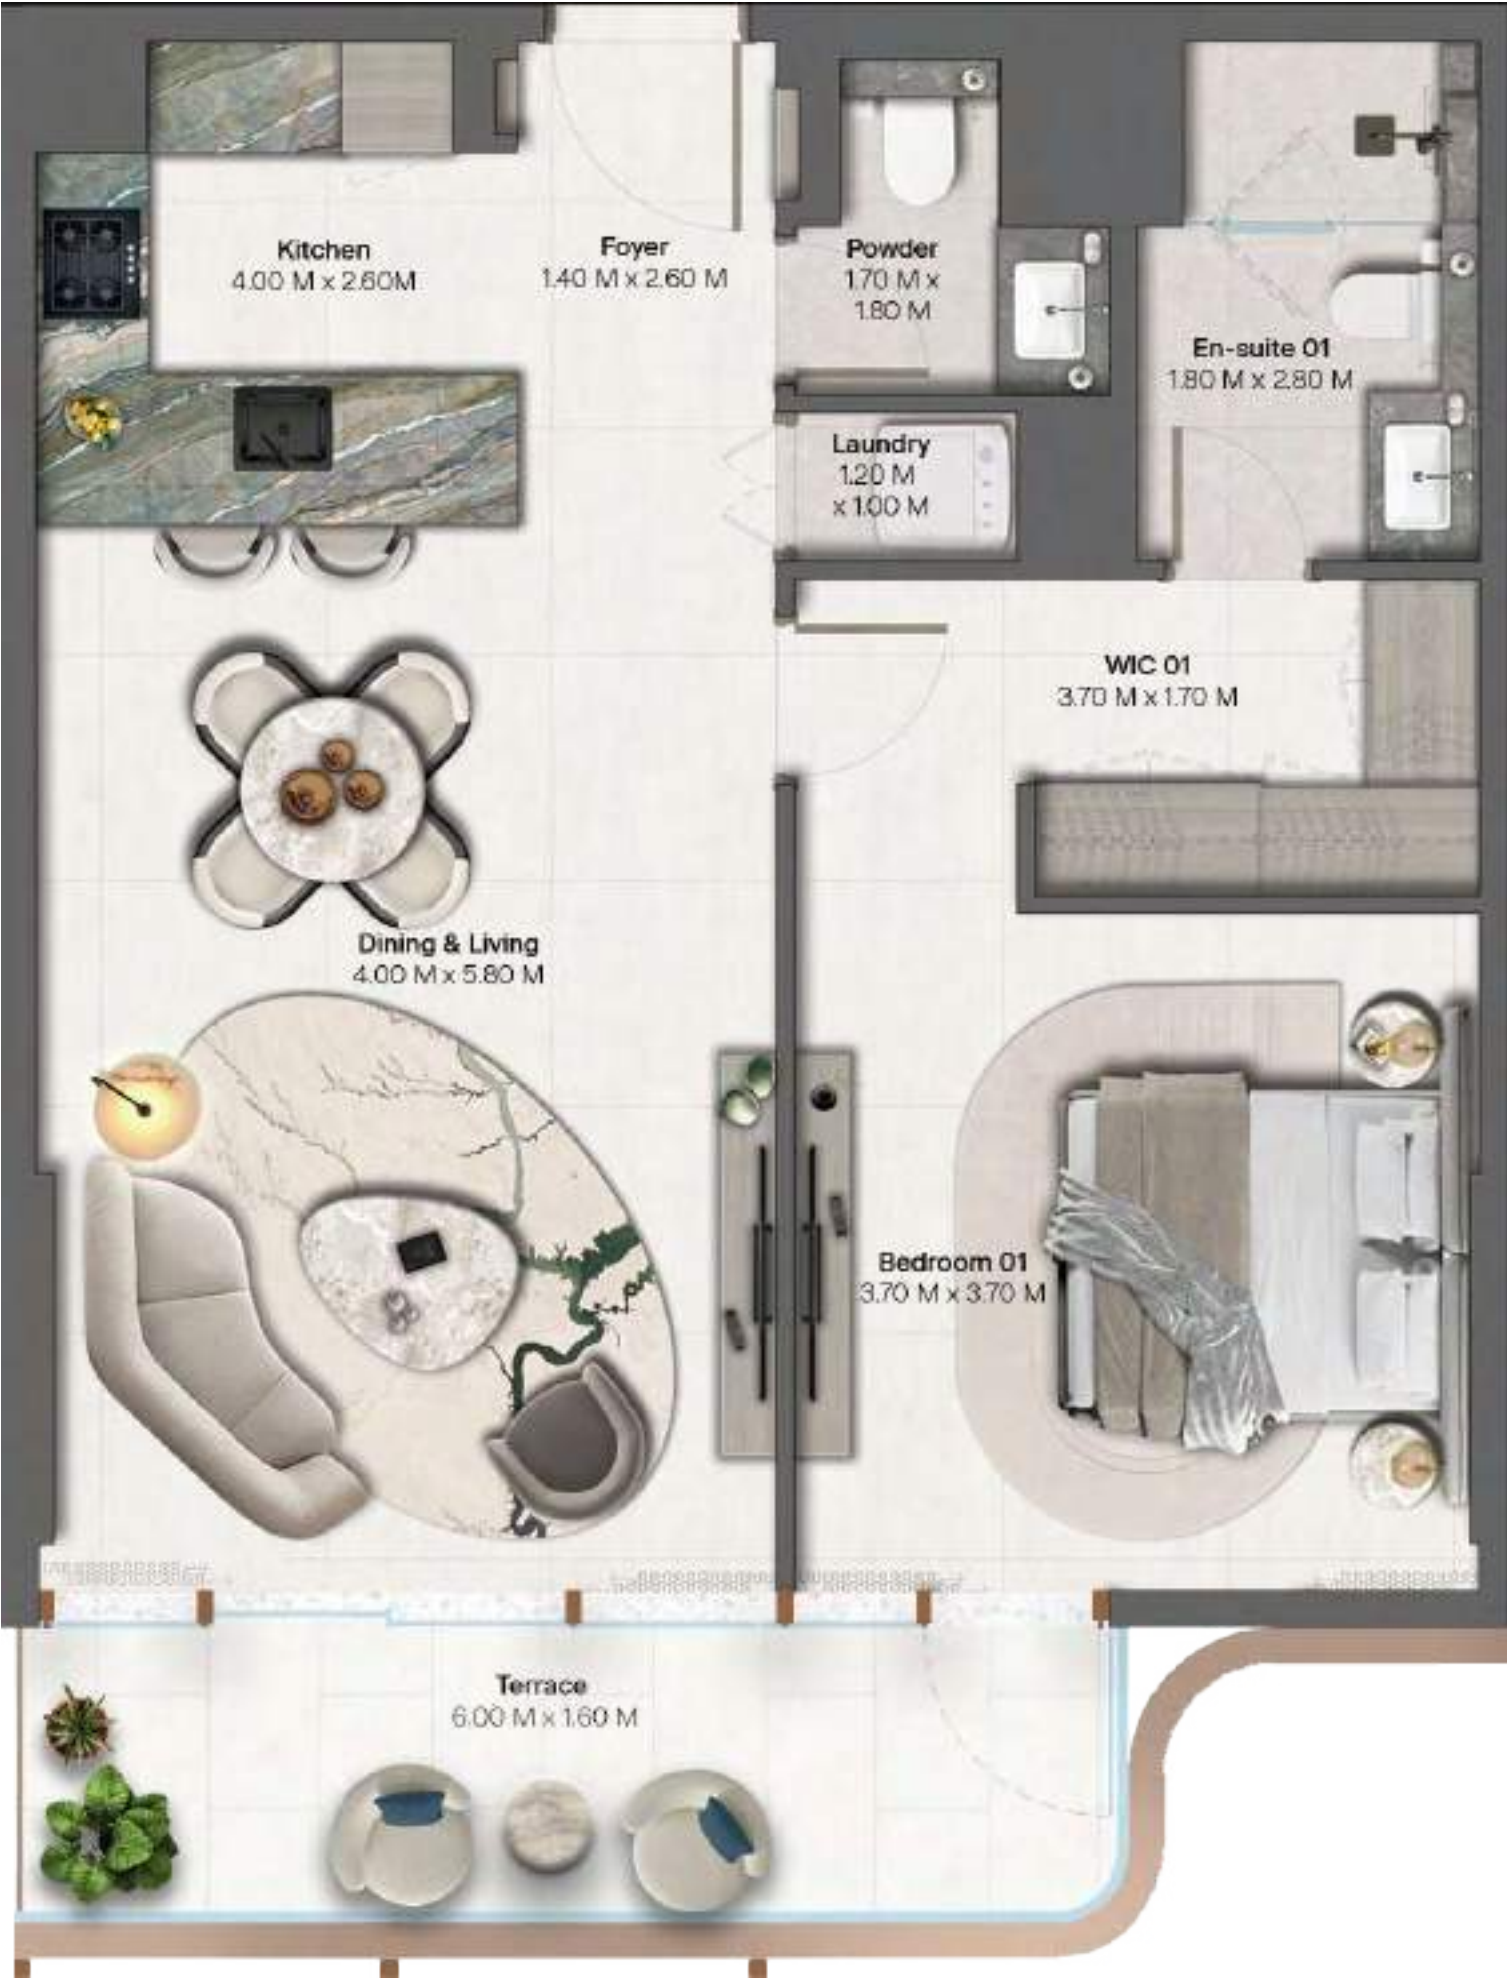 Kitchen
4.00 M x 2.60M
Foyer
1.40 M x 2.60 M
Powder
1.70 M x
1.80 M
En-suite 01
1.80 M x 2.80 M
Laundry
1.20 M
x 1.00 M
WIC 01
3.70 M x 1.70 M
Dining & Living
4.00 M x 5.80 M
Bedroom 01
3.70 M x 3.70 M
Terrace
6.00 M x 1.60 M